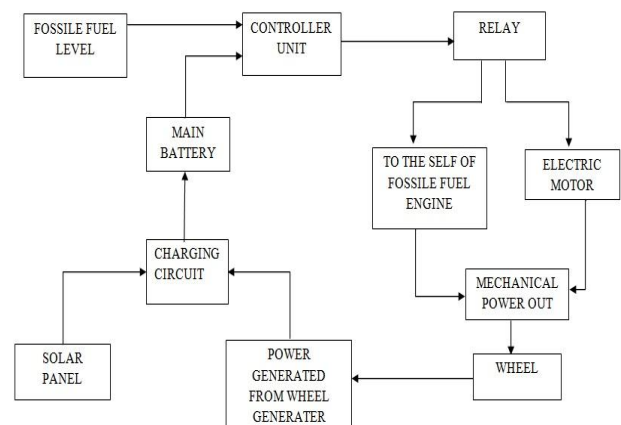 FOSSILE FUEL
LEVEL
CONTROLLER
UNIT
RELAY
MAIN
BATTERY
TO THE SELF OF
FOSSILE FUEL
ENGINE
ELECTRIC
MOTOR
CHARGING
CIRCUIT
MECHANICAL
POWER OUT
SOLAR
PANEL
POWER
GENERATED
FROM WHEEL
GENERATER
WHEEL